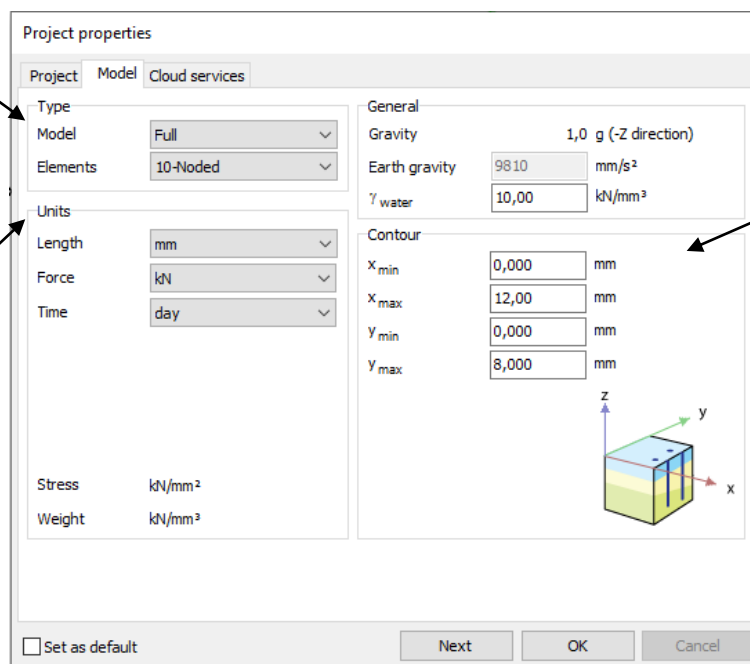 Project properties
Project Model Cloud services
Type
Model Full
Elements 10-Noded
Units
Length mm
Force kN
Time day
Stress kN/mm²
Weight kN/mm³
General
Gravity 1,0 g (-Z direction)
Earth gravity 9810 mm/s²
γ water 10,00 kN/mm³
Contour
x min 0,000 mm
x max 12,00 mm
y min 0,000 mm
y max 8,000 mm
z
y
x
Set as default Next OK Cancel